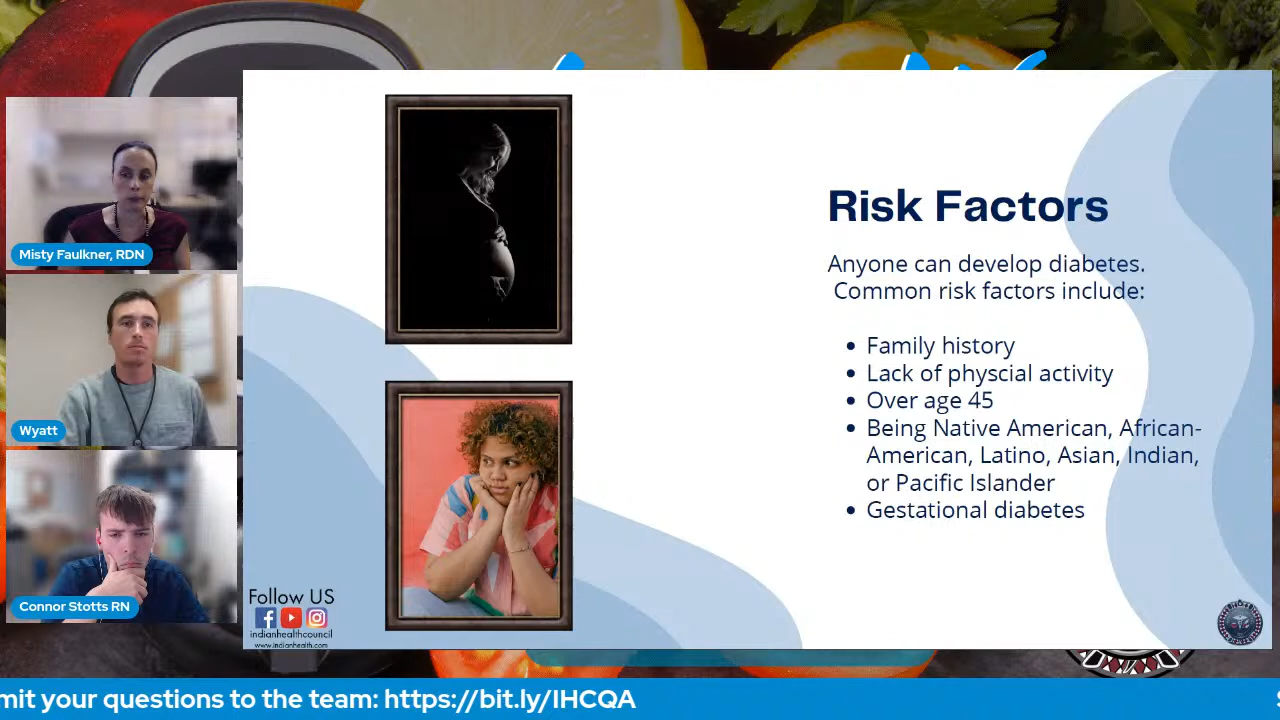 Misty Faulkner, RDN
Wyatt
Connor Stotts RN
Risk Factors
Anyone can develop diabetes.
Common risk factors include:
• Family history
• Lack of physcial activity
• Over age 45
• Being Native American, African-
American, Latino, Asian, Indian,
or Pacific Islander
• Gestational diabetes
Follow US
indianhealthcouncil
www.indianhealth.com
mit your questions to the team: https://bit.ly/IHCQA